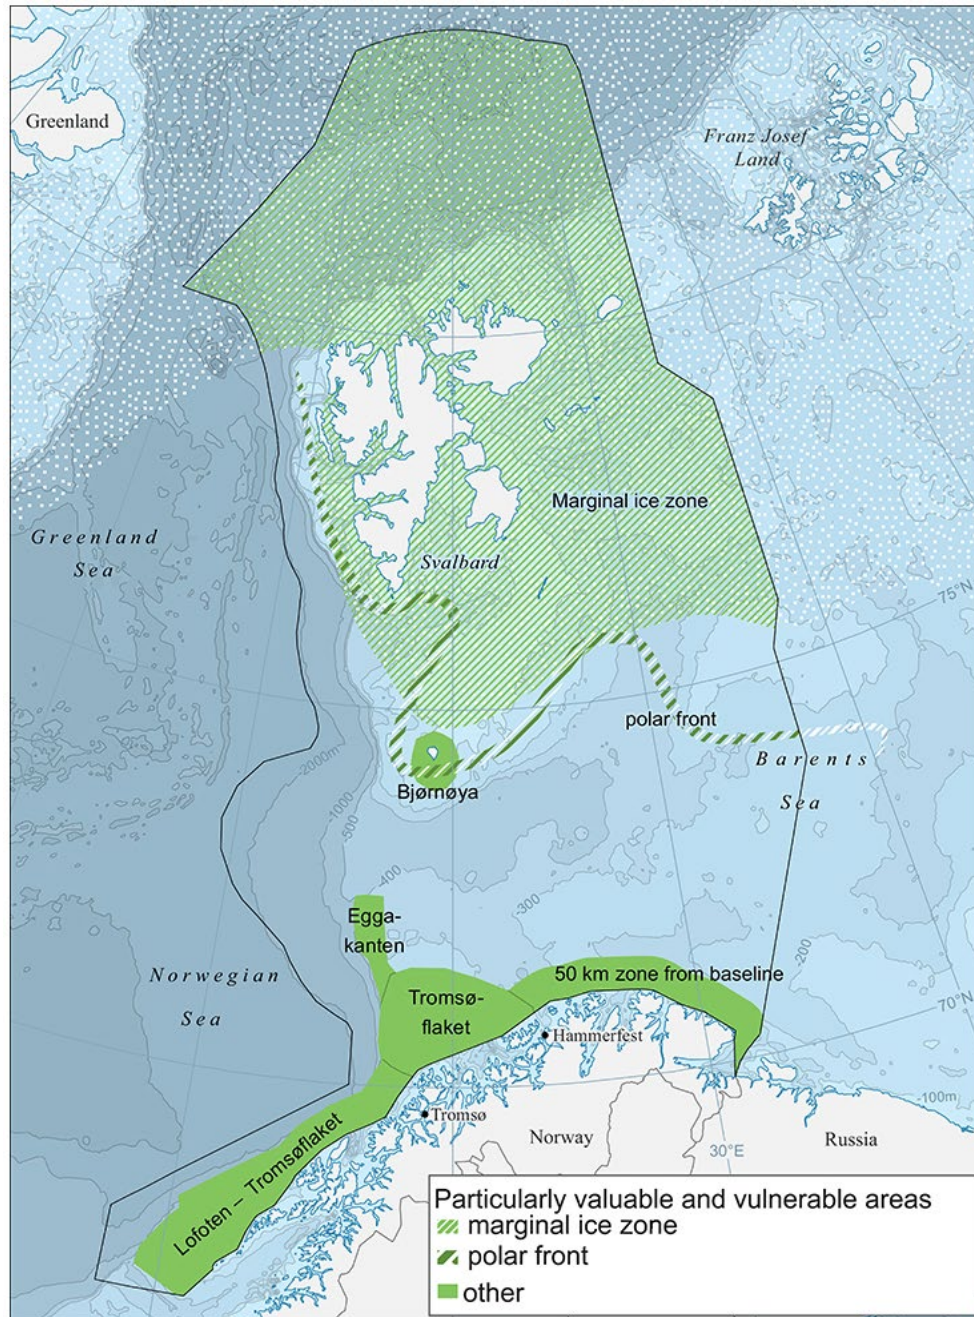 Greenland
Franz Josef
Land
Marginal ice zone
Greenland
Sea
Svalbard
75°N
polar front
Barents
Sea
-2000m
-1000
-500
Bjørnøya
-400
-300
Egga-
kanten
-200
Norwegian
Sea
50 km zone from baseline
Tromsø-
flaket
70°N
Hammerfest
-100m
Lofoten – Tromsøflaket
Tromsø
Norway
Russia
30°E
Particularly valuable and vulnerable areas
marginal ice zone
polar front
other